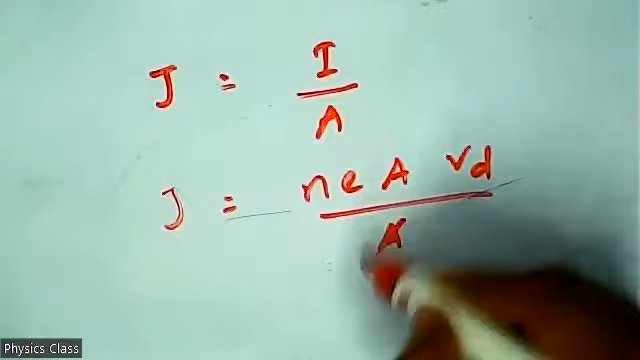 J = I/A
J = neA vd/A
Physics Class